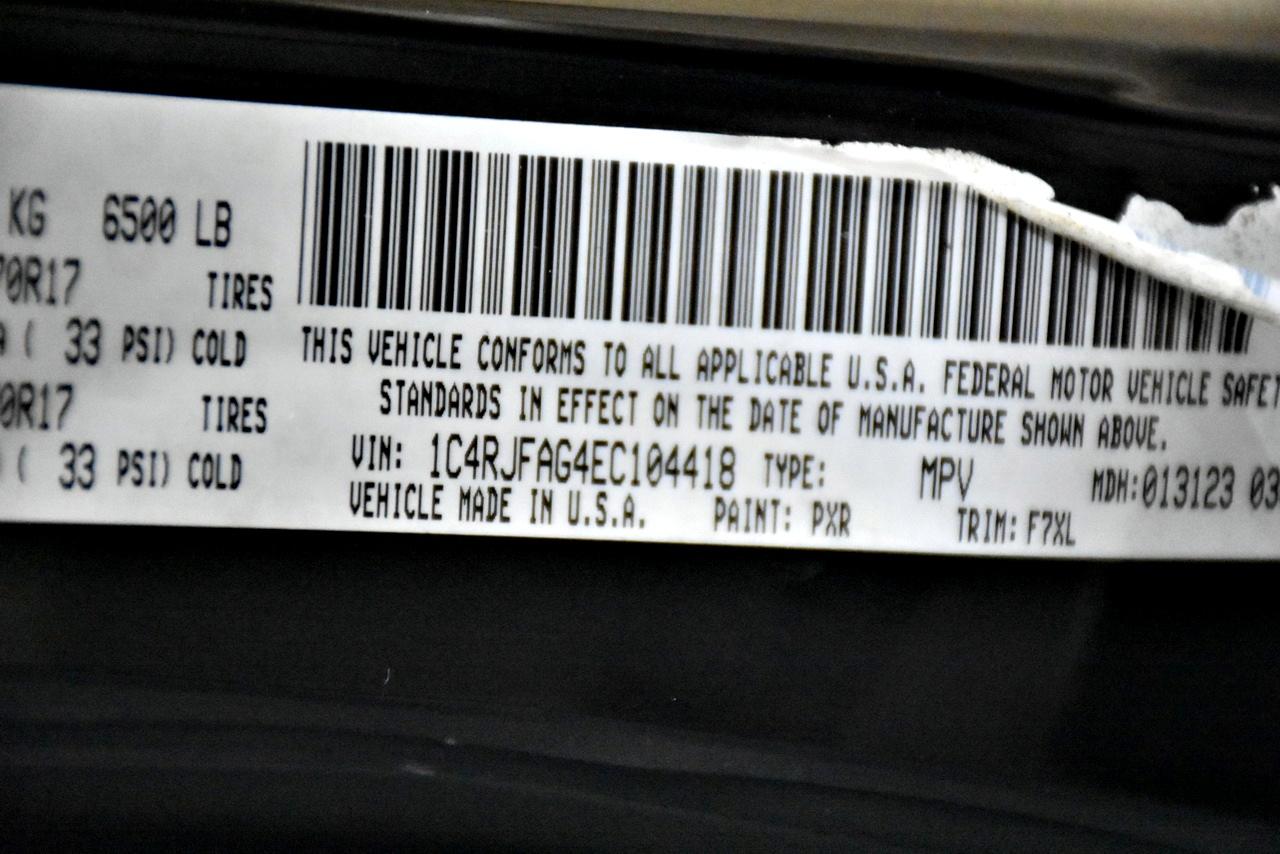 KG 6500 LB
70R17 TIRES
( 33 PSI) COLD
0R17 TIRES
( 33 PSI) COLD
THIS VEHICLE CONFORMS TO ALL APPLICABLE U.S.A. FEDERAL MOTOR VEHICLE SAFET
STANDARDS IN EFFECT ON THE DATE OF MANUFACTURE SHOWN ABOVE.
VIN: 1C4RJFAG4EC104418 TYPE: MPV MDH:013123 03
VEHICLE MADE IN U.S.A. PAINT: PXR TRIM: F7XL